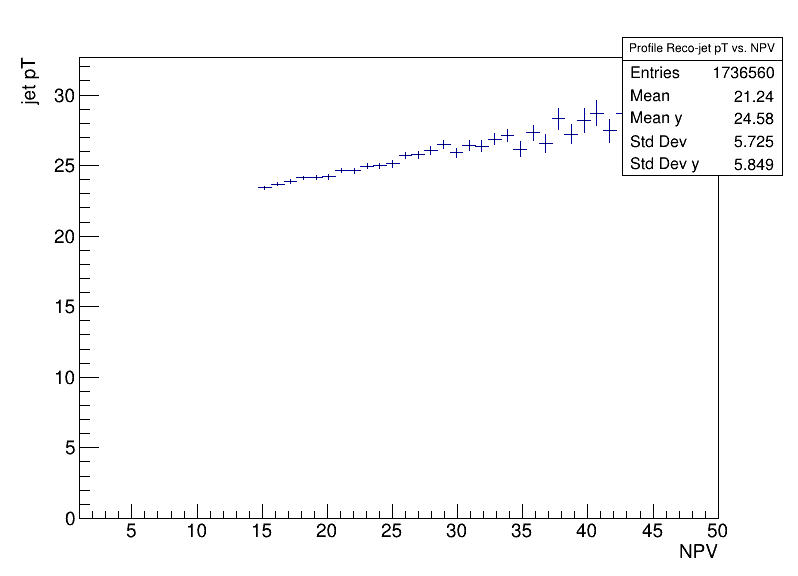 Profile Reco-jet pT vs. NPV
Entries 1736560
Mean 21.24
Mean y 24.58
Std Dev 5.725
Std Dev y 5.849
jet pT
30
25
20
15
10
5
0
5 10 15 20 25 30 35 40 45 50
NPV